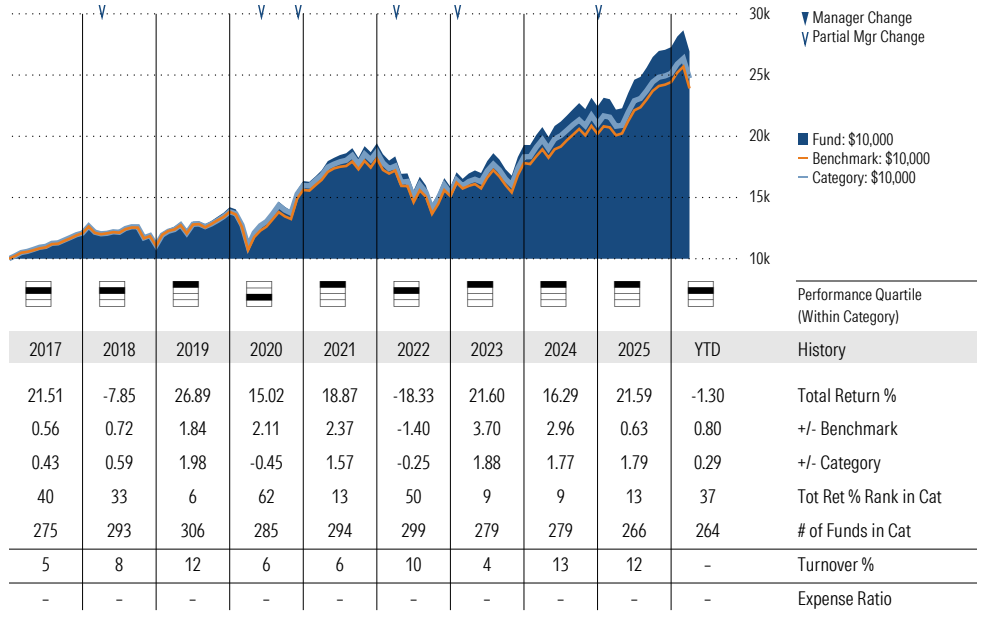 30k
▼ Manager Change
∨ Partial Mgr Change
25k
20k
Fund: $10,000
Benchmark: $10,000
Category: $10,000
15k
10k
Performance Quartile
(Within Category)
2017 2018 2019 2020 2021 2022 2023 2024 2025 YTD History
21.51 -7.85 26.89 15.02 18.87 -18.33 21.60 16.29 21.59 -1.30 Total Return %
0.56 0.72 1.84 2.11 2.37 -1.40 3.70 2.96 0.63 0.80 +/- Benchmark
0.43 0.59 1.98 -0.45 1.57 -0.25 1.88 1.77 1.79 0.29 +/- Category
40 33 6 62 13 50 9 9 13 37 Tot Ret % Rank in Cat
275 293 306 285 294 299 279 279 266 264 # of Funds in Cat
5 8 12 6 6 10 4 13 12 – Turnover %
– – – – – – – – – – Expense Ratio